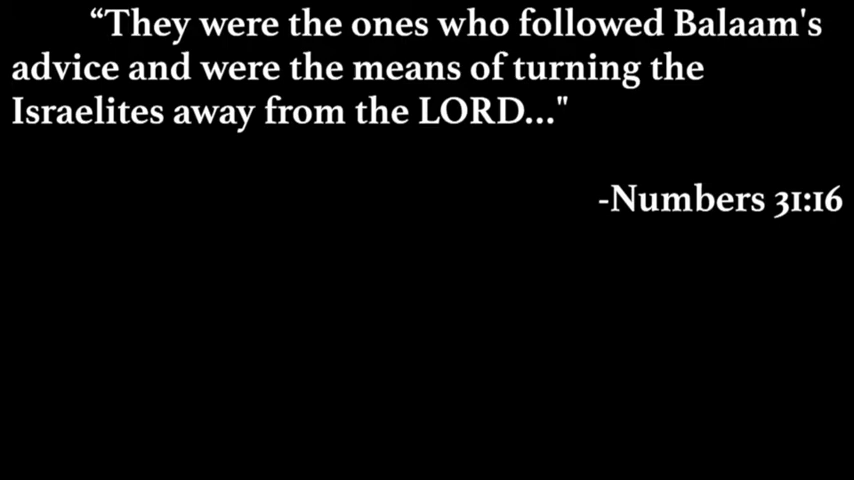 “They were the ones who followed Balaam's
advice and were the means of turning the
Israelites away from the LORD..."
-Numbers 31:16